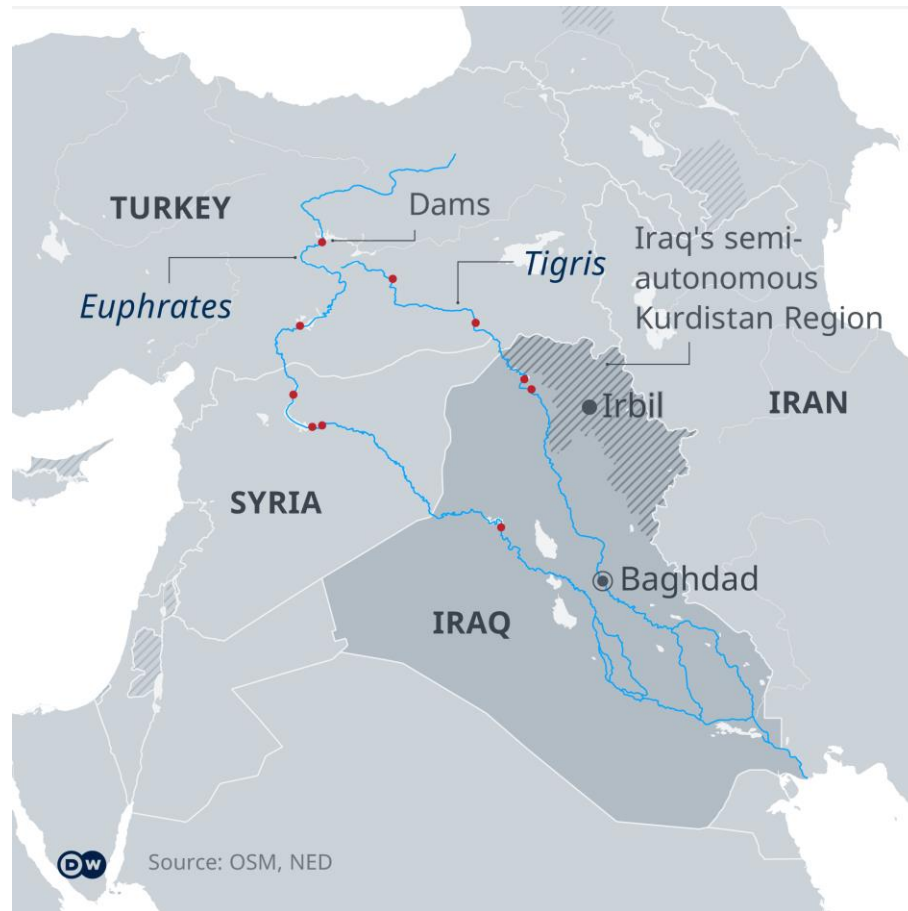 TURKEY
Dams
Euphrates
Tigris
Iraq's semi-
autonomous
Kurdistan Region
Irbil
IRAN
SYRIA
Baghdad
IRAQ
DW
Source: OSM, NED